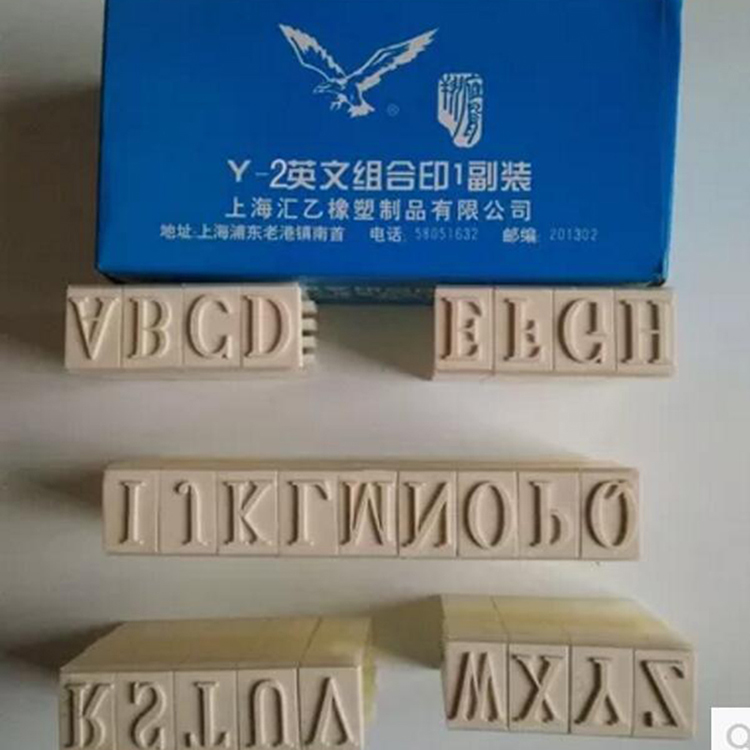 Y-2英文组合印1副装
上海汇乙橡塑制品有限公司
地址:上海浦东老港镇南首 电话:58051632 邮编:201302
ABCD EFGH
IJKLMNOPQ
RSTUV WXYZ